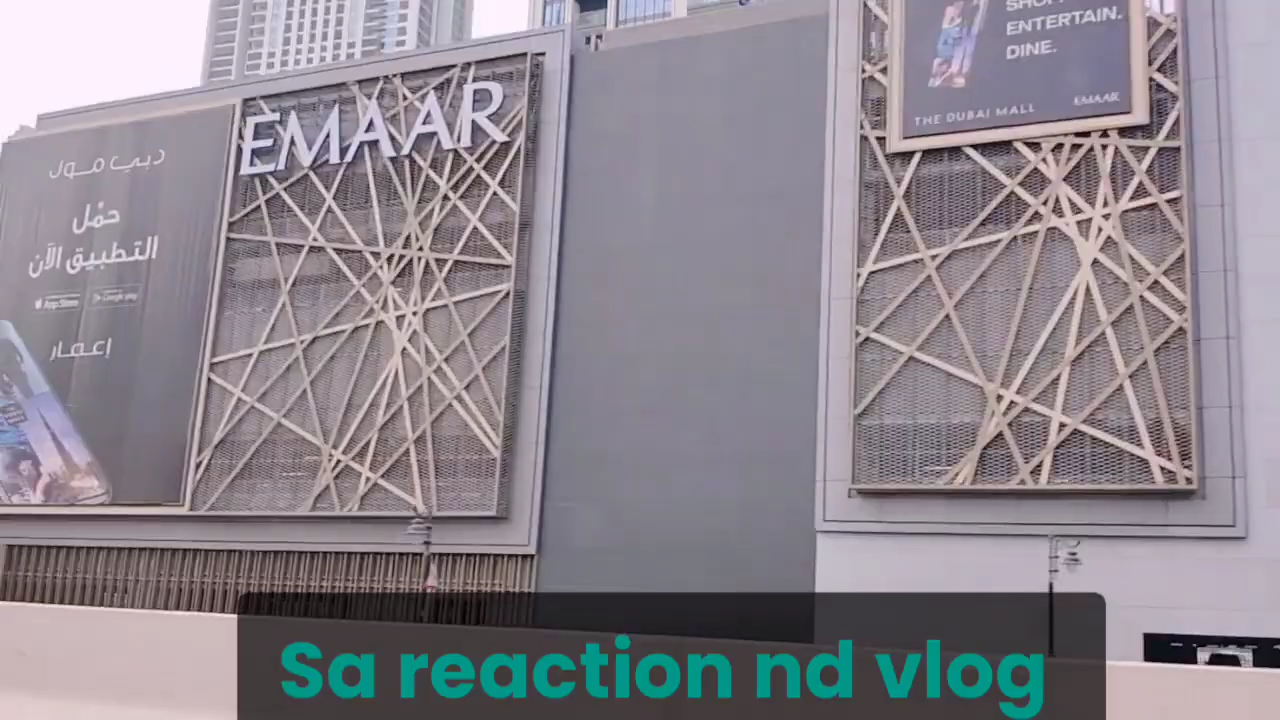 دبي مول
حمّل
التطبيق الآن
App Store
Google play
إعمار
EMAAR
ENTERTAIN.
DINE.
THE DUBAI MALL
EMAAR
Sa reaction nd vlog